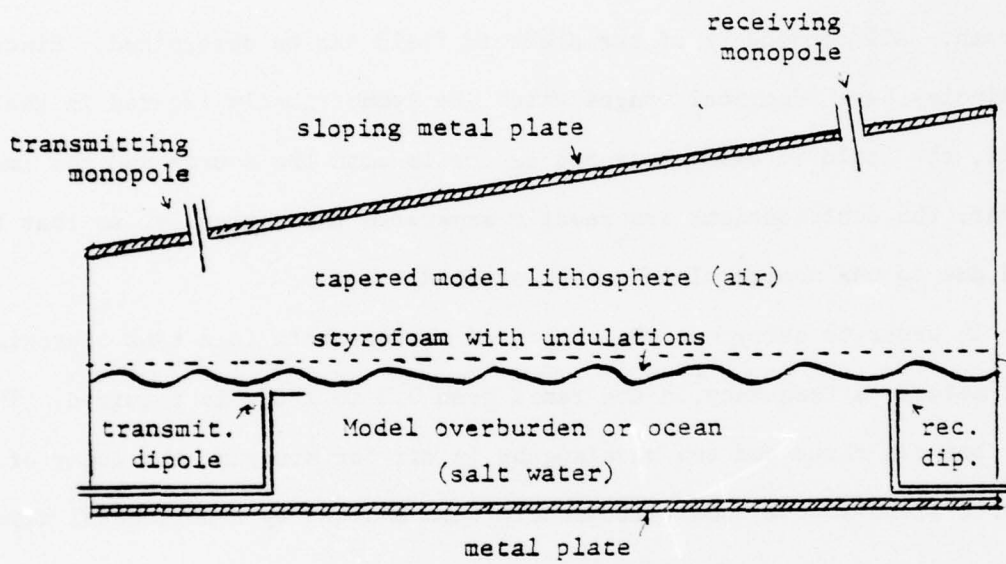 receiving
monopole
sloping metal plate
transmitting
monopole
tapered model lithosphere (air)
styrofoam with undulations
transmit.
dipole
Model overburden or ocean
(salt water)
rec.
dip.
metal plate